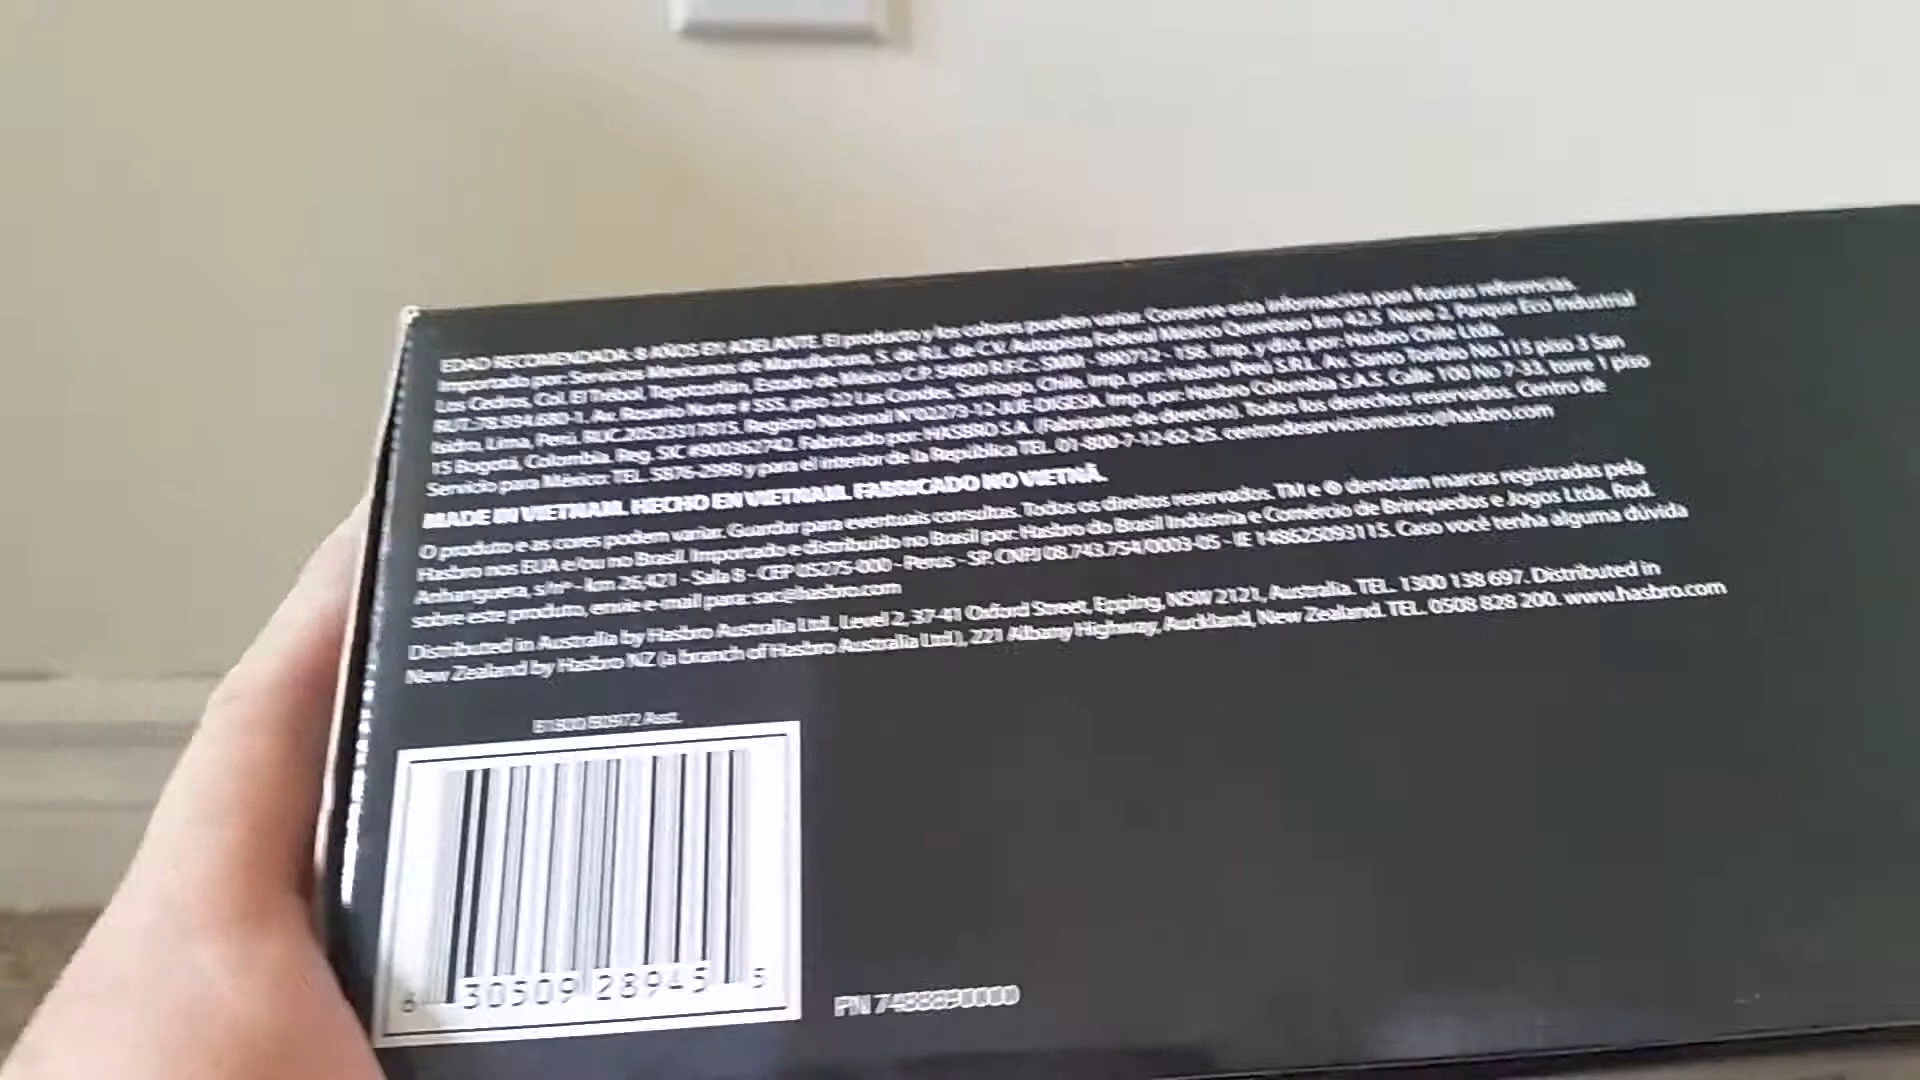 EDAD RECOMENDADA: 8 AÑOS EN ADELANTE. El producto y los colores pueden variar. Conserve esta información para futuras referencias.
Importado por: Servicios Mexicanos de Manufactura, S. de R.L. de C.V. Autopista Federal México Querétaro km 42,5 Nave 2, Parque Eco Industrial
Los Cedros, Col. El Trébol, Tepotzotlán, Estado de México C.P. 54600 R.F.C.: SMM - 990712 - 1S6. Imp. y dist. por: Hasbro Chile Ltda
RUT.:78.934.680-1, Av. Rosario Norte # 555, piso 22 Las Condes, Santiago, Chile. Imp. por: Hasbro Perú S.R.L. Av. Santo Toribio No.115 piso 3 San
Isidro, Lima, Perú, RUC.20523317815. Registro Nacional N°02273-12-JUE-DIGESA. Imp. por: Hasbro Colombia S.A.S. Calle 100 No 7-33, torre 1 piso
15 Bogotá, Colombia. Reg. SIC #900362742. Fabricado por: HASBRO S.A. (Fabricante de derecho). Todos los derechos reservados. Centro de
Servicio para México: TEL. 5876-2998 y para el interior de la República TEL. 01-800-7-12-62-25. centrodeserviciomexico@hasbro.com
MADE IN VIETNAM. HECHO EN VIETNAM. FABRICADO NO VIETNÃ.
O produto e as cores podem variar. Guardar para eventuais consultas. Todos os direitos reservados. TM e ® denotam marcas registradas pela
Hasbro nos EUA e/ou no Brasil. Importado e distribuído no Brasil por: Hasbro do Brasil Indústria e Comércio de Brinquedos e Jogos Ltda. Rod.
Anhanguera, s/nº - km 26,421 - Sala 8 - CEP 05275-000 - Perus - SP. CNPJ 08.743.754/0003-05 - IE 148625093115. Caso você tenha alguma dúvida
sobre este produto, envie e-mail para: sac@hasbro.com
Distributed in Australia by Hasbro Australia Ltd., Level 2, 37-41 Oxford Street, Epping, NSW 2121, Australia. TEL. 1300 138 697. Distributed in
New Zealand by Hasbro NZ (a branch of Hasbro Australia Ltd.), 221 Albany Highway, Auckland, New Zealand. TEL. 0508 828 200. www.hasbro.com
Asst.
6 30509 28945 5
PN 7488890000